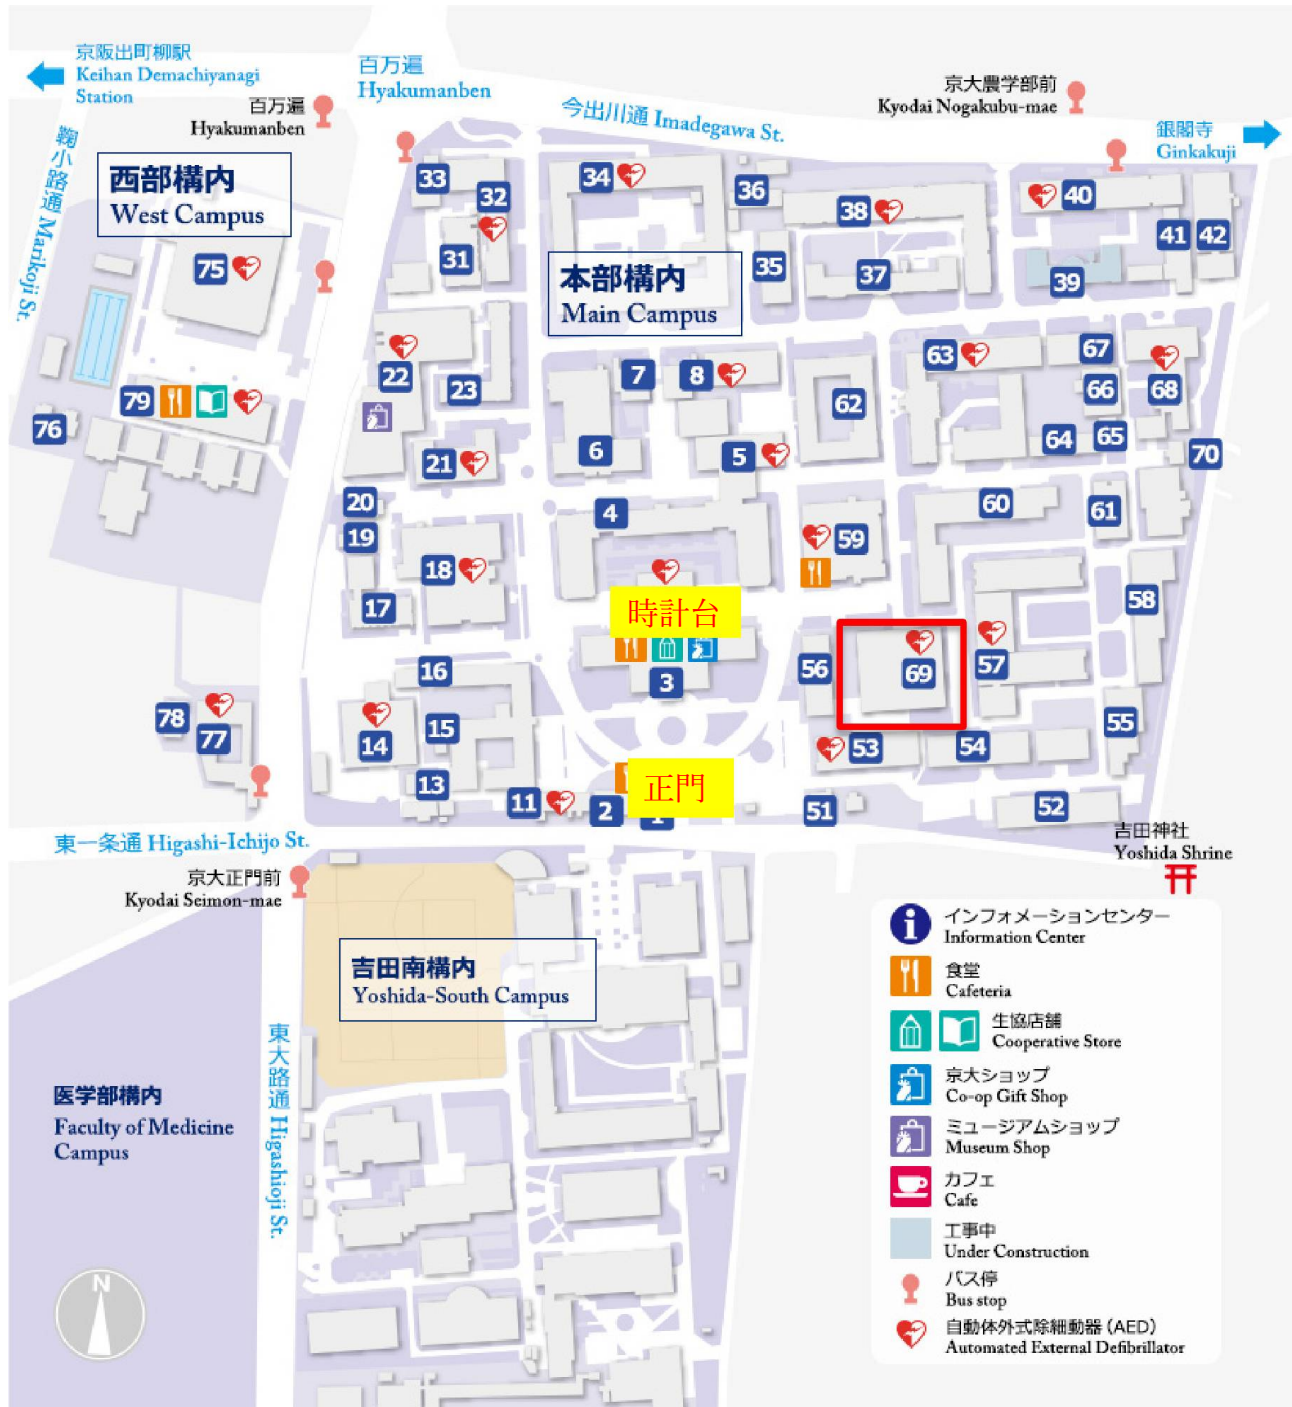 京阪出町柳駅
Keihan Demachiyanagi
Station
百万遍
Hyakumanben
百万遍
Hyakumanben
今出川通 Imadegawa St.
京大農学部前
Kyodai Nogakubu-mae
銀閣寺
Ginkakuji
鞠小路通 Marikoji St.
西部構内
West Campus
本部構内
Main Campus
33
32
34
36
38
40
41
42
31
35
37
39
75
22
23
7
8
62
63
67
66
68
79
76
21
6
5
64
65
70
20
19
4
59
60
61
18
17
時計台
58
16
3
56
69
57
78
77
14
15
53
54
55
13
11
2
正門
1
51
52
東一条通 Higashi-Ichijo St.
吉田神社
Yoshida Shrine
京大正門前
Kyodai Seimon-mae
吉田南構内
Yoshida-South Campus
東大路通 Higashioji St.
医学部構内
Faculty of Medicine
Campus
N
i
インフォメーションセンター
Information Center
食堂
Cafeteria
生協店舗
Cooperative Store
京大ショップ
Co-op Gift Shop
ミュージアムショップ
Museum Shop
カフェ
Cafe
工事中
Under Construction
バス停
Bus stop
自動体外式除細動器(AED)
Automated External Defibrillator